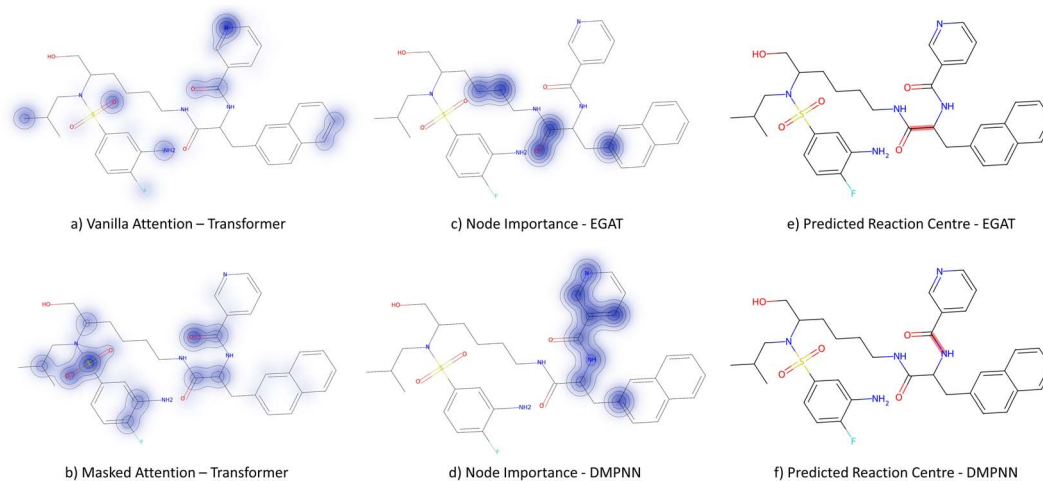 N
HO
O
N
O
NH
S
NH
O
O
NH2
F
a) Vanilla Attention – Transformer
N
HO
O
N
O
NH
S
NH
O
O
NH2
F
c) Node Importance - EGAT
N
HO
O
N
O
NH
S
NH
O
O
NH₂
F
e) Predicted Reaction Centre - EGAT
N
HO
O
N
O
NH
S
NH
O
O
NH2
F
b) Masked Attention – Transformer
N
HO
O
N
O
NH
S
NH
O
O
NH2
F
d) Node Importance - DMPNN
N
HO
O
N
O
NH
S
NH
O
O
NH₂
F
f) Predicted Reaction Centre - DMPNN